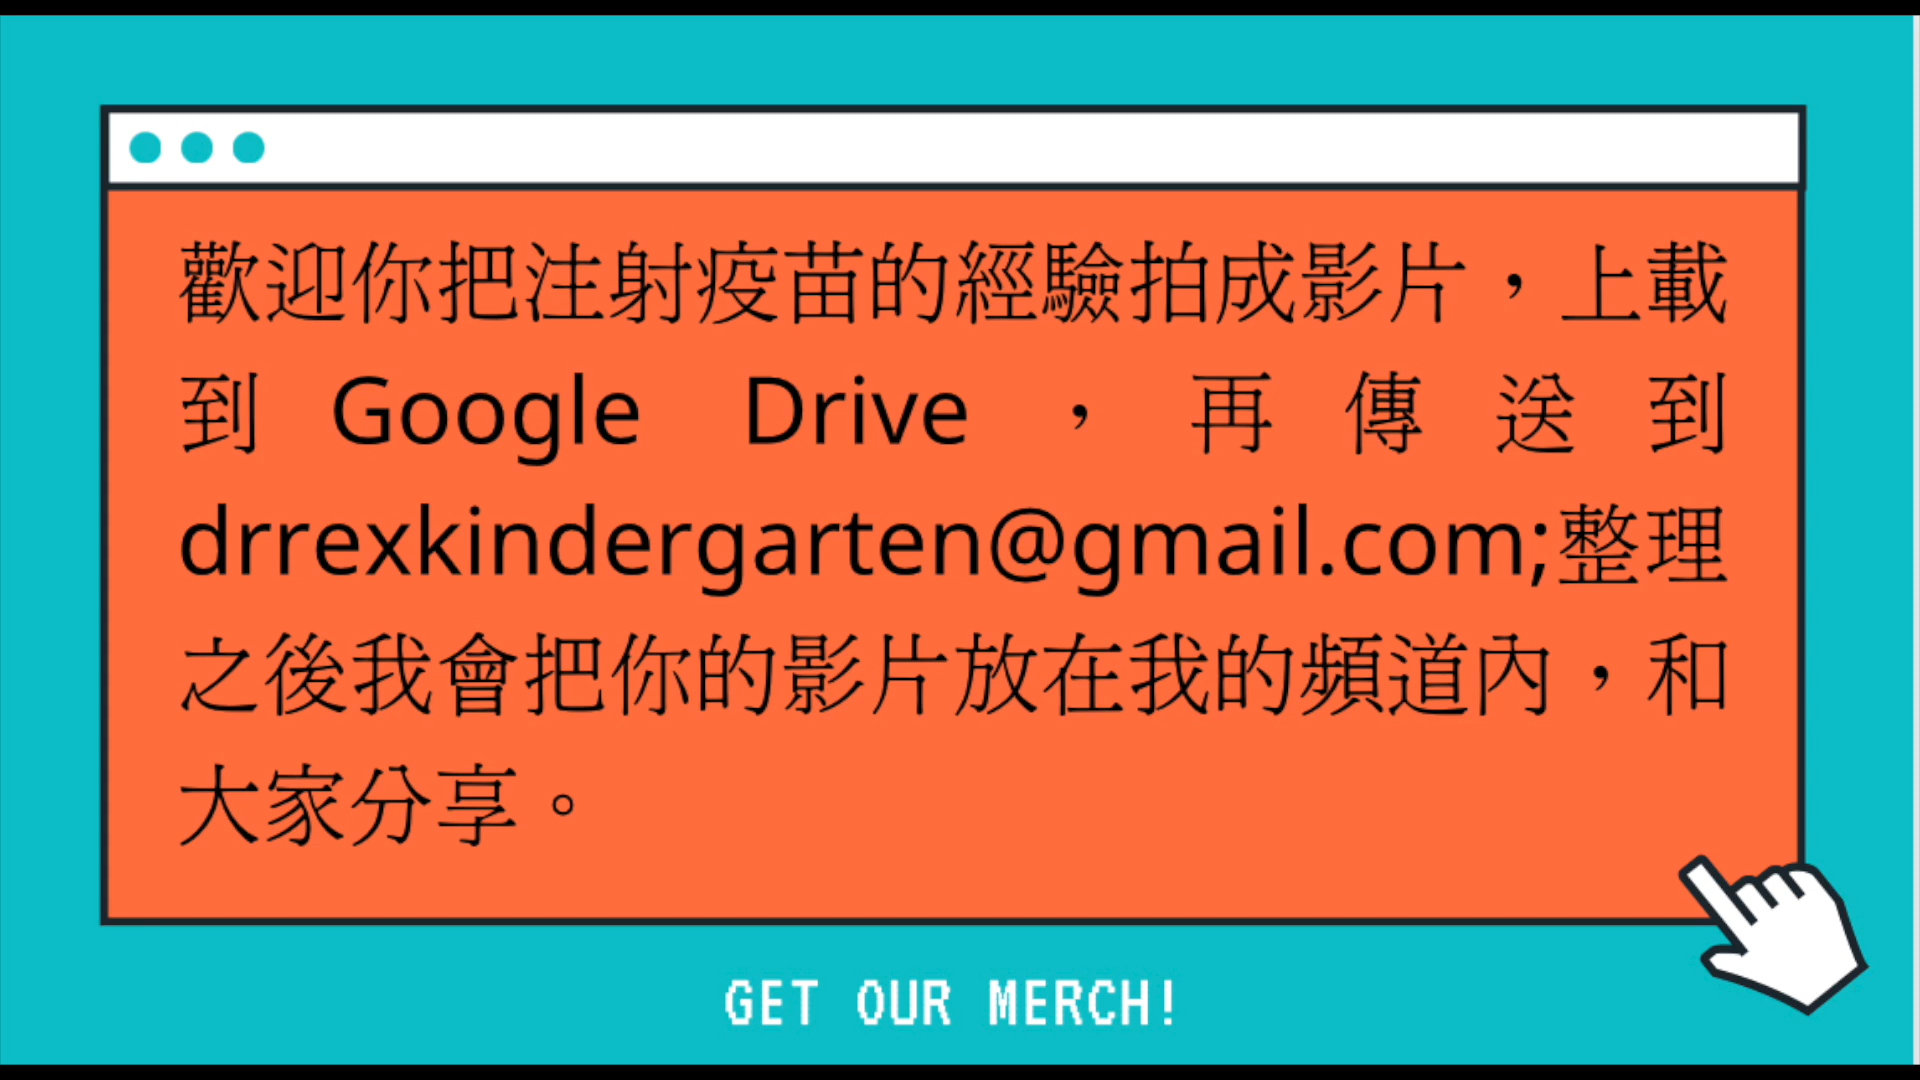 歡迎你把注射疫苗的經驗拍成影片，上載
到 Google Drive ，再傳送到
drrexkindergarten@gmail.com;整理
之後我會把你的影片放在我的頻道內，和
大家分享。
GET OUR MERCH!